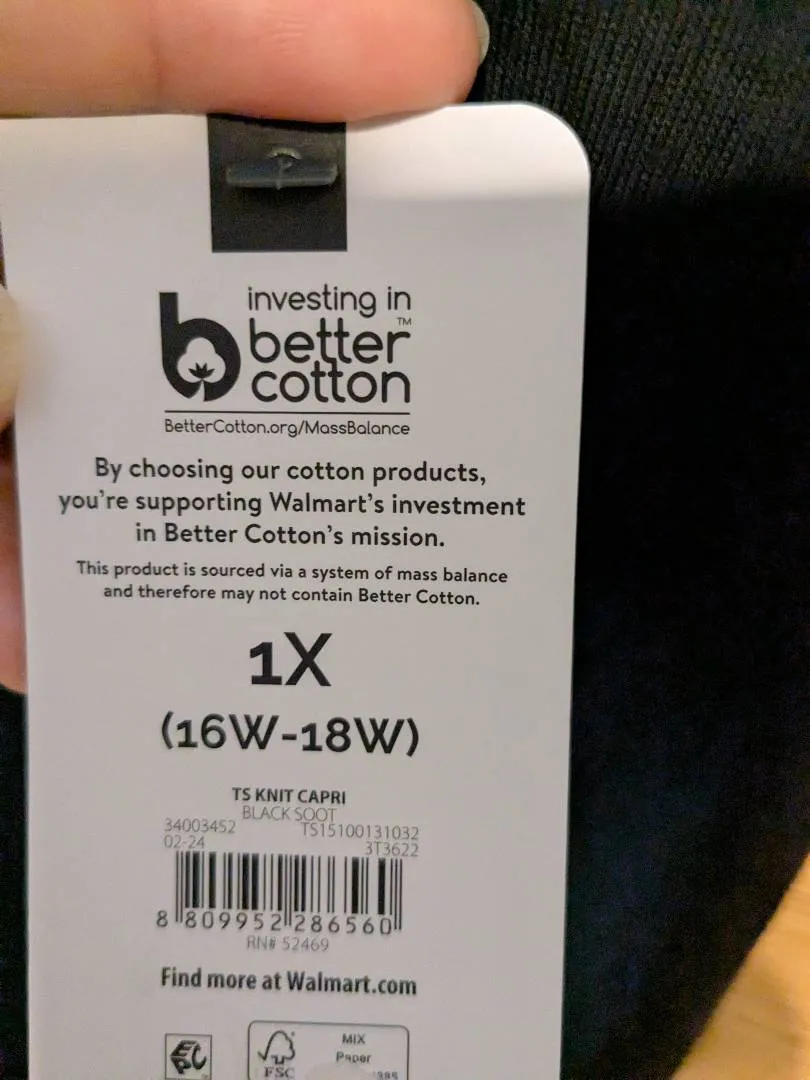 investing in
better™
cotton
BetterCotton.org/MassBalance
By choosing our cotton products,
you're supporting Walmart's investment
in Better Cotton's mission.
This product is sourced via a system of mass balance
and therefore may not contain Better Cotton.
1X
(16W-18W)
TS KNIT CAPRI
BLACK SOOT
34003452 TS15100131032
02-24 3T3622
8 809952 286560
RN# 52469
Find more at Walmart.com
MIX
Paper
FSC